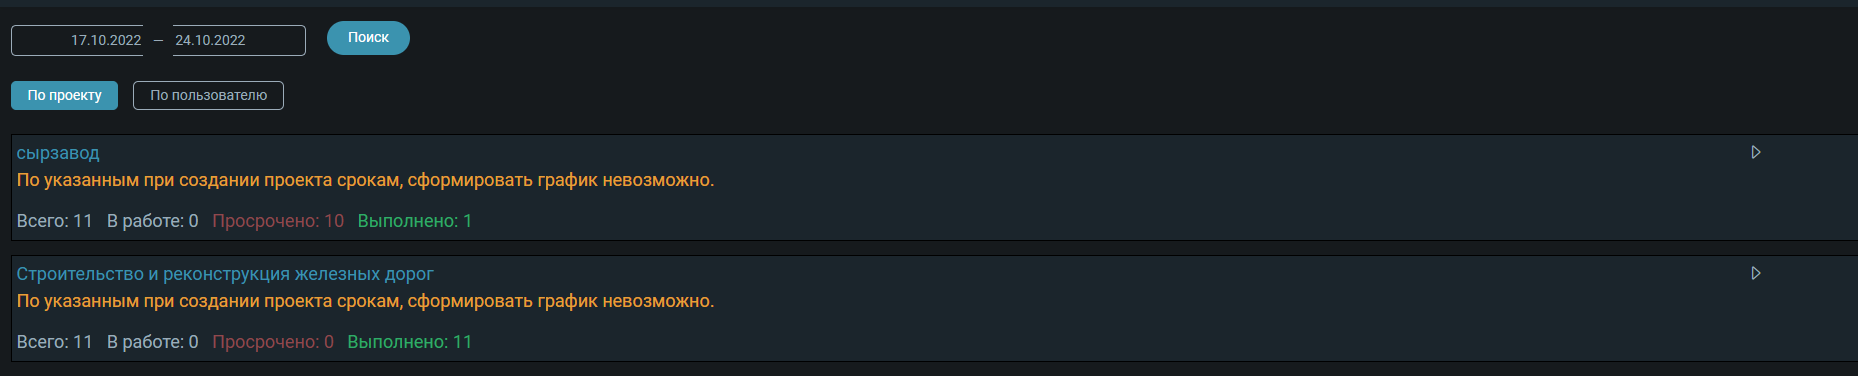 17.10.2022 — 24.10.2022 Поиск
По проекту По пользователю
сырзавод
По указанным при создании проекта срокам, сформировать график невозможно.
Всего: 11 В работе: 0 Просрочено: 10 Выполнено: 1
Строительство и реконструкция железных дорог
По указанным при создании проекта срокам, сформировать график невозможно.
Всего: 11 В работе: 0 Просрочено: 0 Выполнено: 11